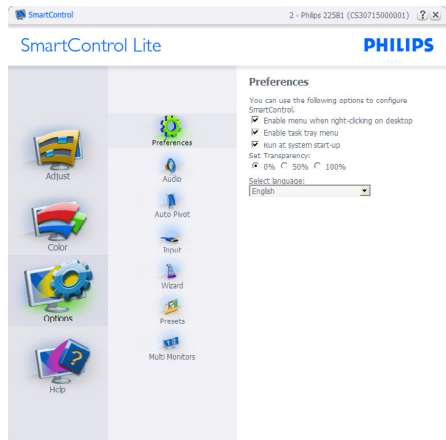 SmartControl
2 - Philips 225B1 (CS30715000001)
SmartControl Lite
PHILIPS
Adjust
Color
Options
Help
Preferences
Audio
Auto Pivot
Input
Wizard
Presets
Multi Monitors
Preferences
You can use the following options to configure
SmartControl.
Enable menu when right-clicking on desktop
Enable task tray menu
Run at system start-up
Set Transparency:
0% 50% 100%
Select language:
English